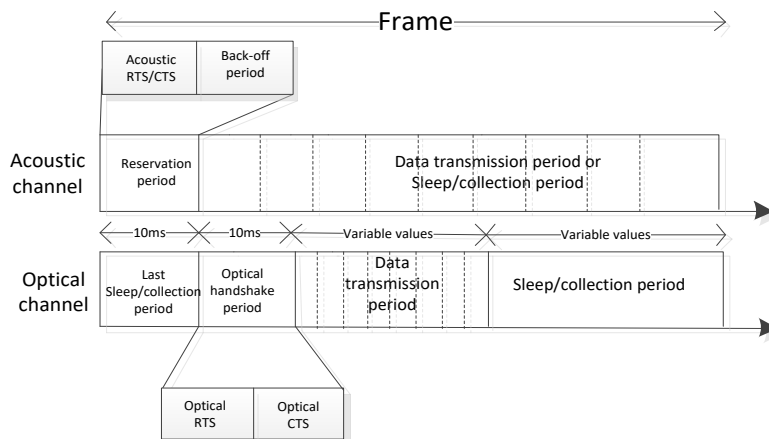 Frame
Acoustic
RTS/CTS
Back-off
period
Acoustic
channel
Reservation
period
Data transmission period or
Sleep/collection period
10ms
10ms
Variable values
Variable values
Optical
channel
Last
Sleep/collection
period
Optical
handshake
period
Data
transmission
period
Sleep/collection period
Optical
RTS
Optical
CTS